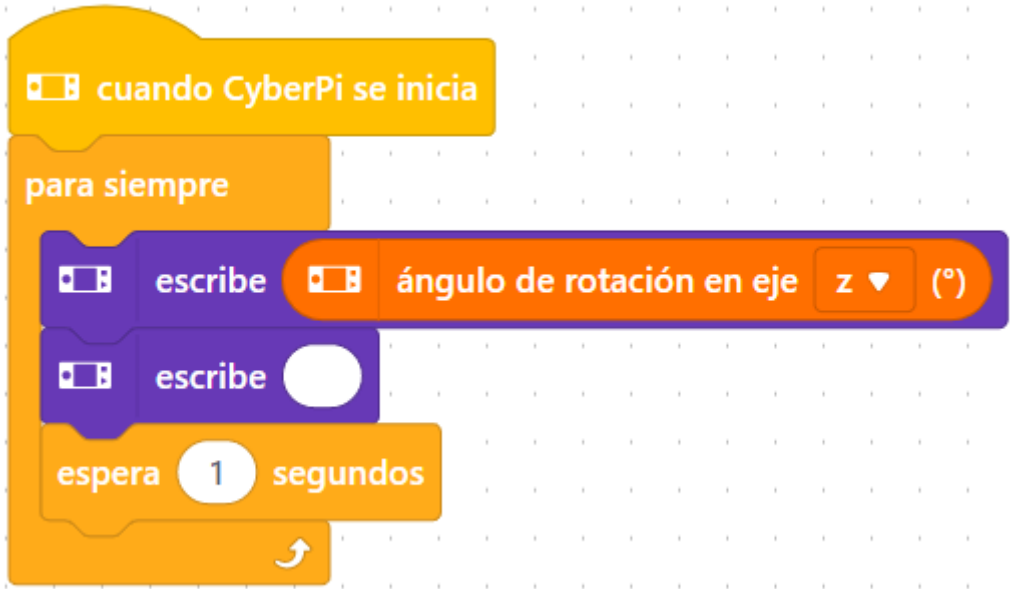 cuando CyberPi se inicia
para siempre
escribe ángulo de rotación en eje z (°)
escribe
espera 1 segundos